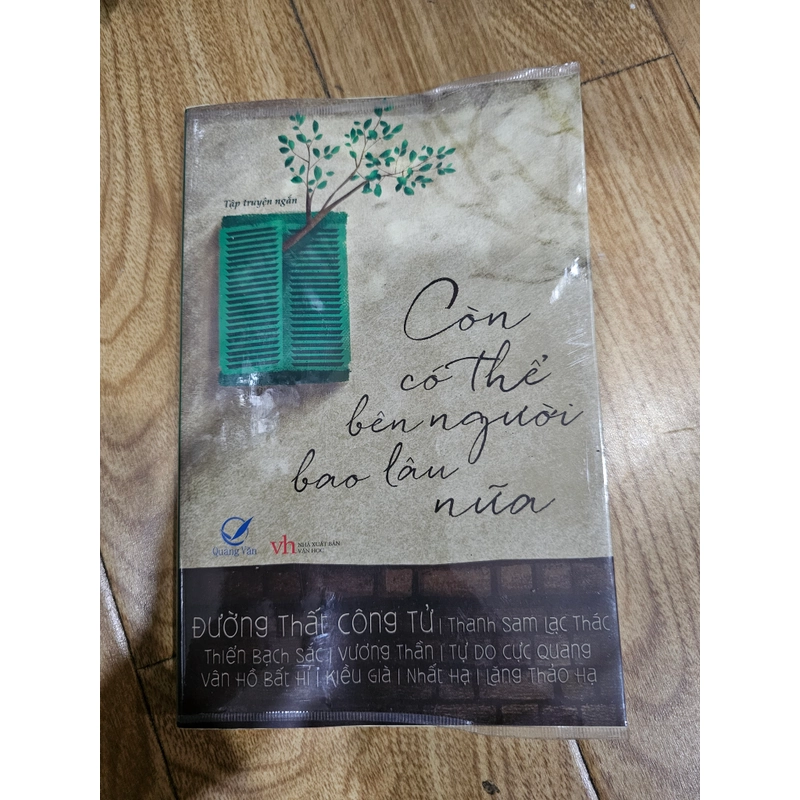 Tập truyện ngắn
Còn
có thể
bên người
bao lâu
nữa
Quang Văn
vh NHÀ XUẤT BẢN
VĂN HỌC
Đường Thất Công Tử | Thanh Sam Lạc Thác
Thiển Bạch Sắc | Vương Thần | Tự Do Cực Quang
Vân Hồ Bất Hỉ | Kiều Già | Nhất Hạ | Lăng Thảo Hạ